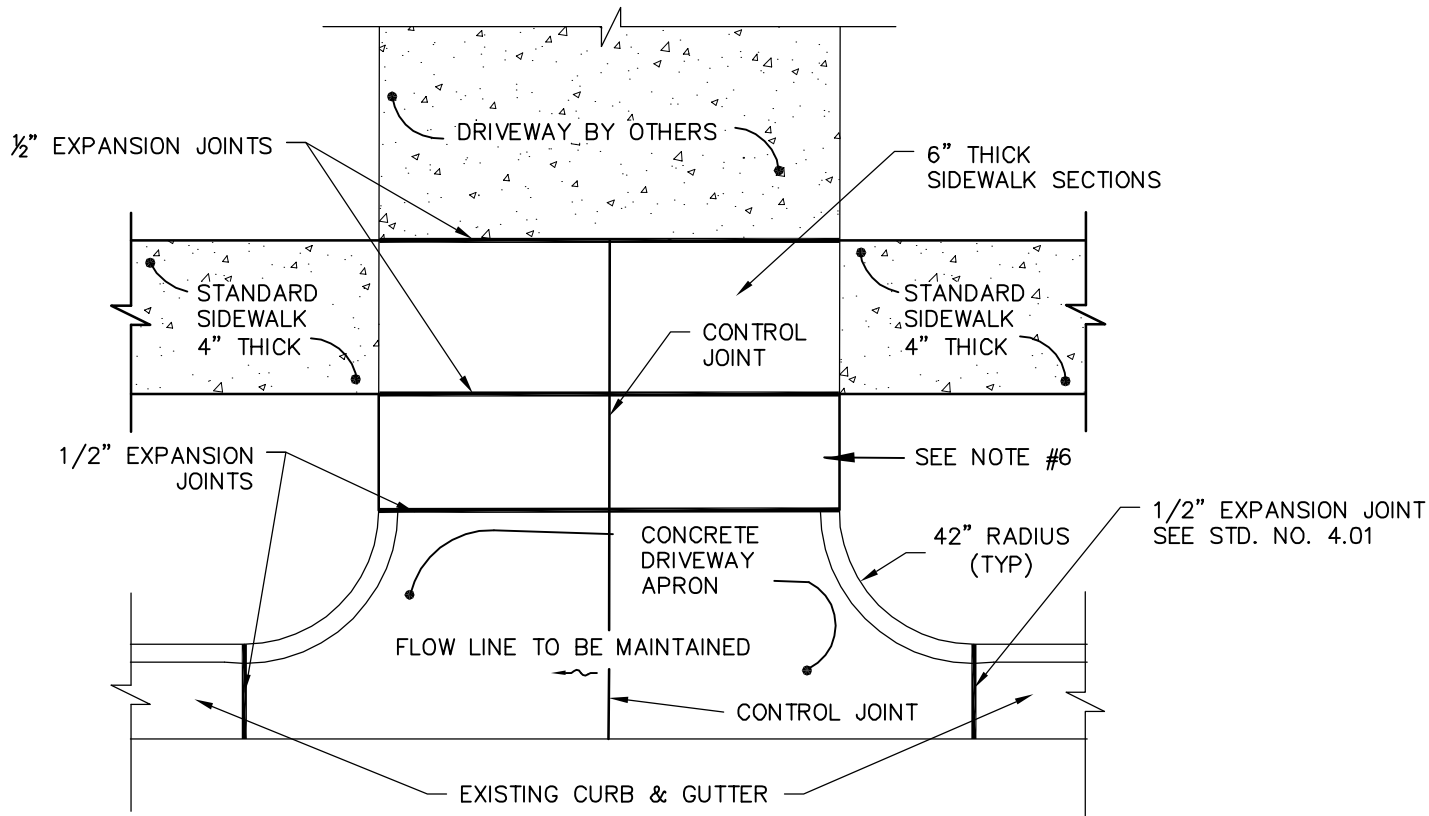 DRIVEWAY BY OTHERS
½” EXPANSION JOINTS
6” THICK
SIDEWALK SECTIONS
STANDARD
SIDEWALK
4” THICK
STANDARD
SIDEWALK
4” THICK
CONTROL
JOINT
1/2” EXPANSION
JOINTS
SEE NOTE #6
1/2” EXPANSION JOINT
SEE STD. NO. 4.01
42” RADIUS
(TYP)
CONCRETE
DRIVEWAY
APRON
FLOW LINE TO BE MAINTAINED
CONTROL JOINT
EXISTING CURB & GUTTER